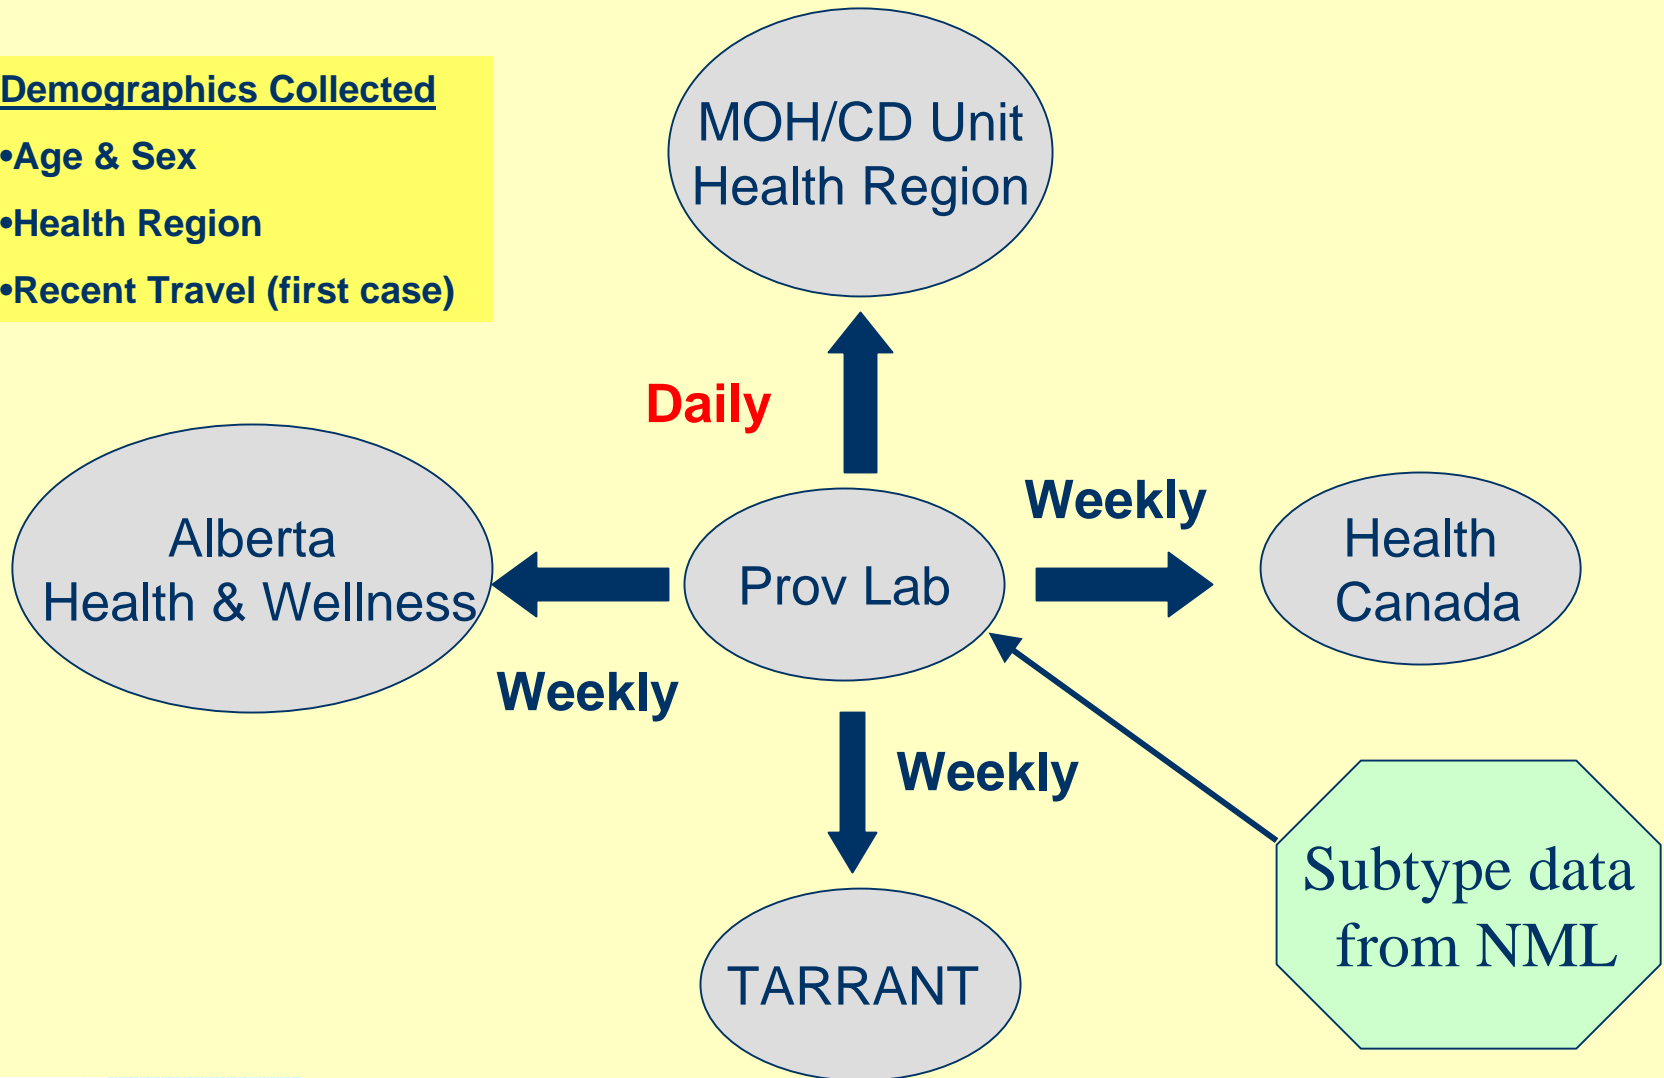 Demographics Collected
•Age & Sex
•Health Region
•Recent Travel (first case)
MOH/CD Unit
Health Region
Daily
Weekly
Alberta
Health & Wellness
Prov Lab
Health
Canada
Weekly
Weekly
Subtype data
from NML
TARRANT